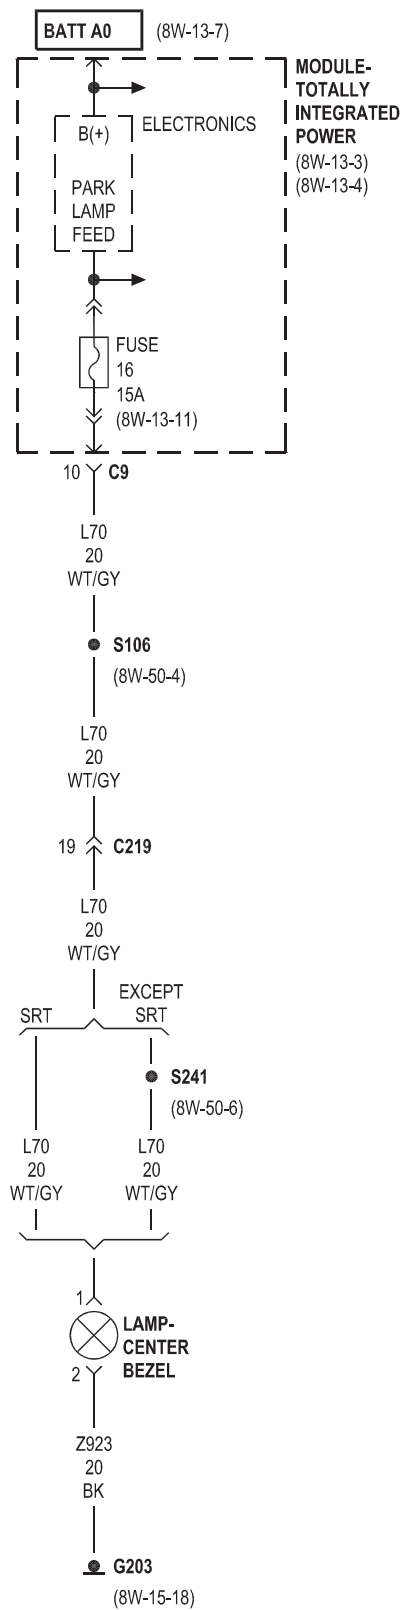 BATT A0 (8W-13-7)
MODULE-
TOTALLY
INTEGRATED
POWER
(8W-13-3)
(8W-13-4)
ELECTRONICS
B(+)
PARK
LAMP
FEED
FUSE
16
15A
(8W-13-11)
10 C9
L70
20
WT/GY
S106
(8W-50-4)
L70
20
WT/GY
19 C219
L70
20
WT/GY
SRT
EXCEPT
SRT
S241
(8W-50-6)
L70 L70
20 20
WT/GY WT/GY
1
LAMP-
CENTER
BEZEL
2
Z923
20
BK
G203
(8W-15-18)